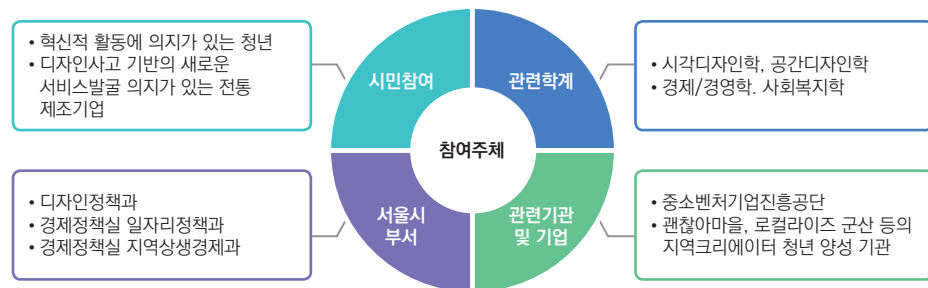 • 혁신적 활동에 의지가 있는 청년
• 디자인사고 기반의 새로운
서비스발굴 의지가 있는 전통
제조기업
시민참여
관련학계
• 시각디자인학, 공간디자인학
• 경제/경영학. 사회복지학
참여주체
• 디자인정책과
• 경제정책실 일자리정책과
• 경제정책실 지역상생경제과
서울시
부서
관련기관
및 기업
• 중소벤처기업진흥공단
• 괜찮아마을, 로컬라이즈 군산 등의
지역크리에이터 청년 양성 기관